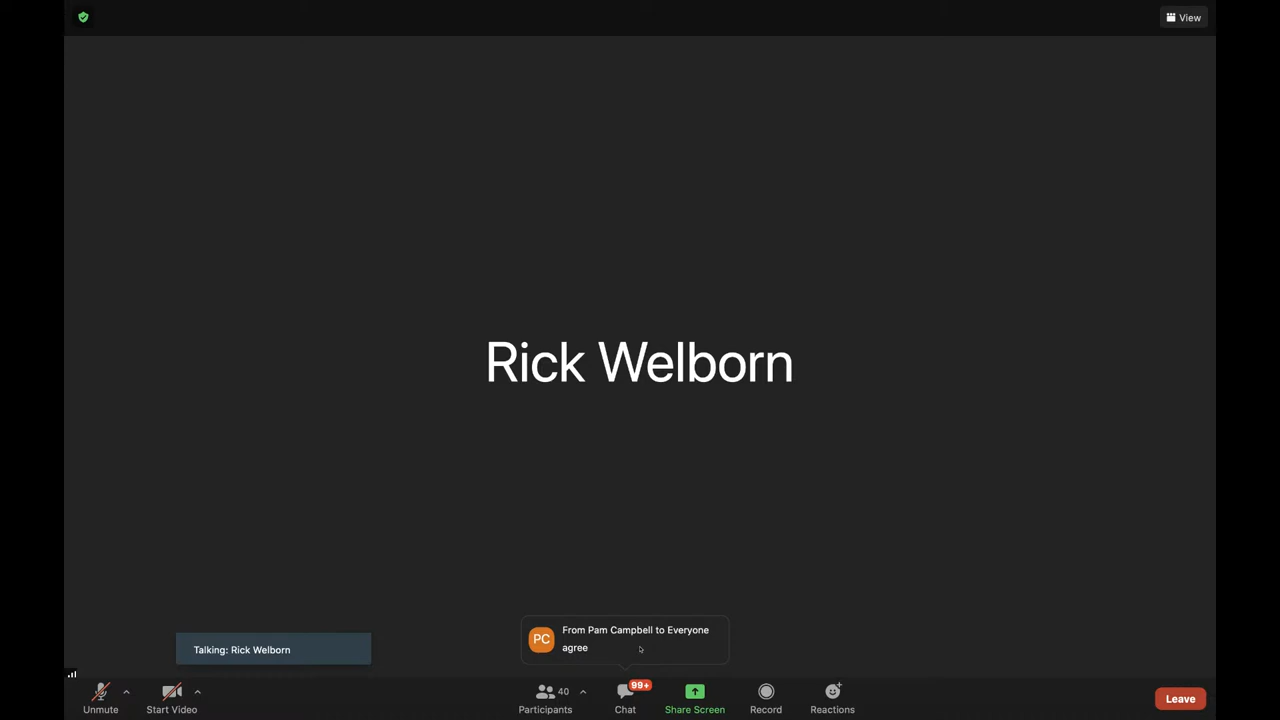 View
Rick Welborn
From Pam Campbell to Everyone
PC
agree
Talking: Rick Welborn
40
99+
Unmute
Start Video
Participants
Chat
Share Screen
Record
Reactions
Leave